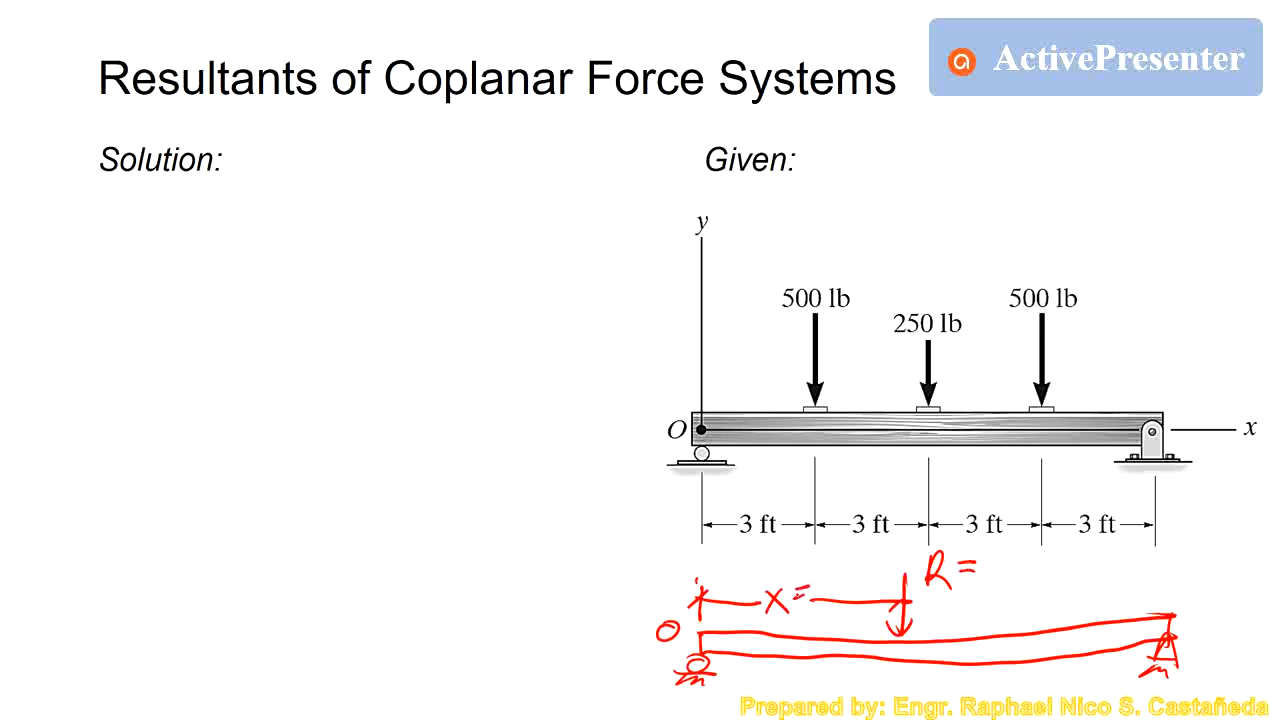 ActivePresenter
Resultants of Coplanar Force Systems
Solution:
Given:
y
500 lb
500 lb
250 lb
O
x
3 ft
3 ft
3 ft
3 ft
R=
x=
O
Prepared by: Engr. Raphael Nico S. Castañeda